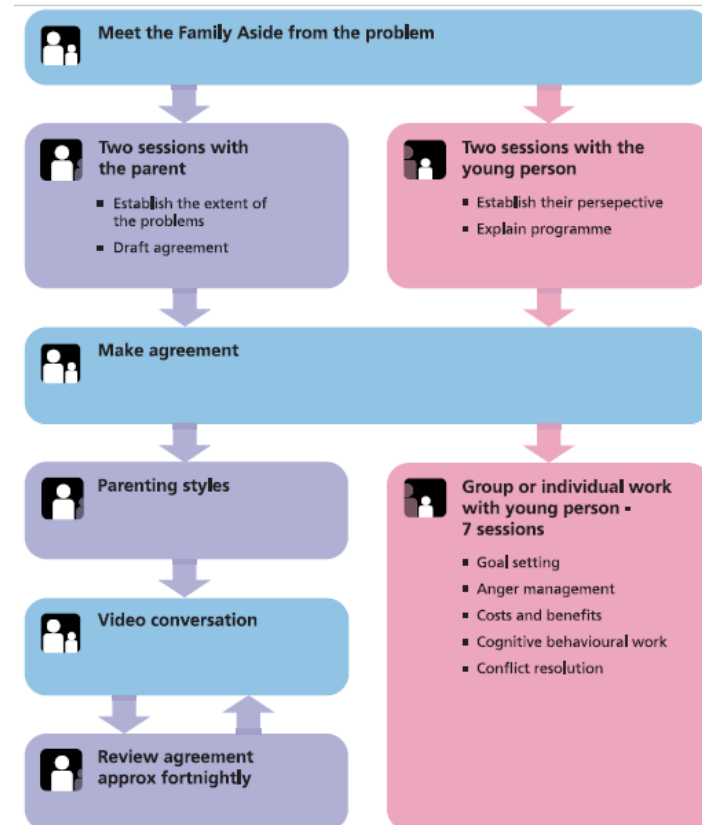 Meet the Family Aside from the problem
Two sessions with
the parent
▪ Establish the extent of
the problems
▪ Draft agreement
Two sessions with the
young person
▪ Establish their persepective
▪ Explain programme
Make agreement
Parenting styles
Video conversation
Review agreement
approx fortnightly
Group or individual work
with young person -
7 sessions
▪ Goal setting
▪ Anger management
▪ Costs and benefits
▪ Cognitive behavioural work
▪ Conflict resolution